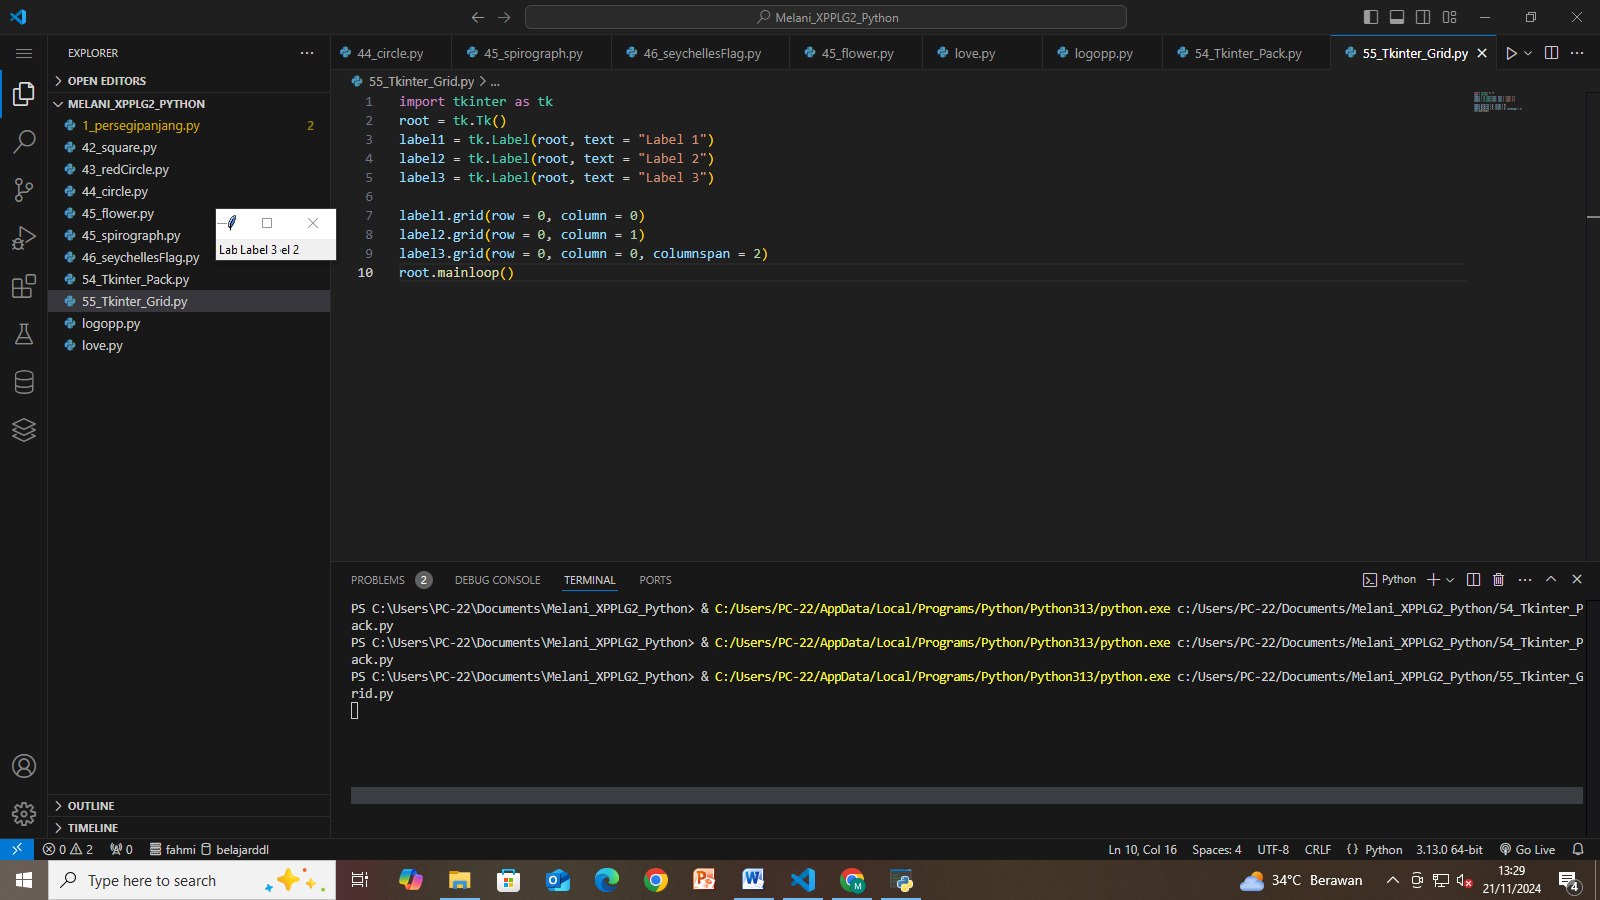 Melani_XPPLG2_Python
EXPLORER
OPEN EDITORS
MELANI_XPPLG2_PYTHON
1_persegipanjang.py 2
42_square.py
43_redCircle.py
44_circle.py
45_flower.py
45_spirograph.py
46_seychellesFlag.py
54_Tkinter_Pack.py
55_Tkinter_Grid.py
logopp.py
love.py
OUTLINE
TIMELINE
Lab Label 3 el 2
44_circle.py 45_spirograph.py 46_seychellesFlag.py 45_flower.py love.py logopp.py 54_Tkinter_Pack.py 55_Tkinter_Grid.py
55_Tkinter_Grid.py > ...
1 import tkinter as tk
2 root = tk.Tk()
3 label1 = tk.Label(root, text = "Label 1")
4 label2 = tk.Label(root, text = "Label 2")
5 label3 = tk.Label(root, text = "Label 3")
6
7 label1.grid(row = 0, column = 0)
8 label2.grid(row = 0, column = 1)
9 label3.grid(row = 0, column = 0, columnspan = 2)
10 root.mainloop()
PROBLEMS 2 DEBUG CONSOLE TERMINAL PORTS Python
PS C:\Users\PC-22\Documents\Melani_XPPLG2_Python> & C:/Users/PC-22/AppData/Local/Programs/Python/Python313/python.exe c:/Users/PC-22/Documents/Melani_XPPLG2_Python/54_Tkinter_P
ack.py
PS C:\Users\PC-22\Documents\Melani_XPPLG2_Python> & C:/Users/PC-22/AppData/Local/Programs/Python/Python313/python.exe c:/Users/PC-22/Documents/Melani_XPPLG2_Python/54_Tkinter_P
ack.py
PS C:\Users\PC-22\Documents\Melani_XPPLG2_Python> & C:/Users/PC-22/AppData/Local/Programs/Python/Python313/python.exe c:/Users/PC-22/Documents/Melani_XPPLG2_Python/55_Tkinter_G
rid.py
0 2 0 fahmi belajarddl Ln 10, Col 16 Spaces: 4 UTF-8 CRLF {} Python 3.13.0 64-bit Go Live
Type here to search 34°C Berawan 13:29
21/11/2024 4